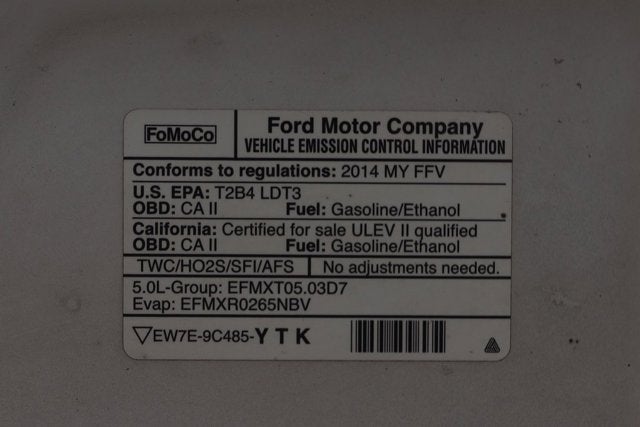 FoMoCo
Ford Motor Company
VEHICLE EMISSION CONTROL INFORMATION
Conforms to regulations: 2014 MY FFV
U.S. EPA: T2B4 LDT3
OBD: CA II Fuel: Gasoline/Ethanol
California: Certified for sale ULEV II qualified
OBD: CA II Fuel: Gasoline/Ethanol
TWC/HO2S/SFI/AFS No adjustments needed.
5.0L-Group: EFMXT05.03D7
Evap: EFMXR0265NBV
EW7E-9C485-Y T K